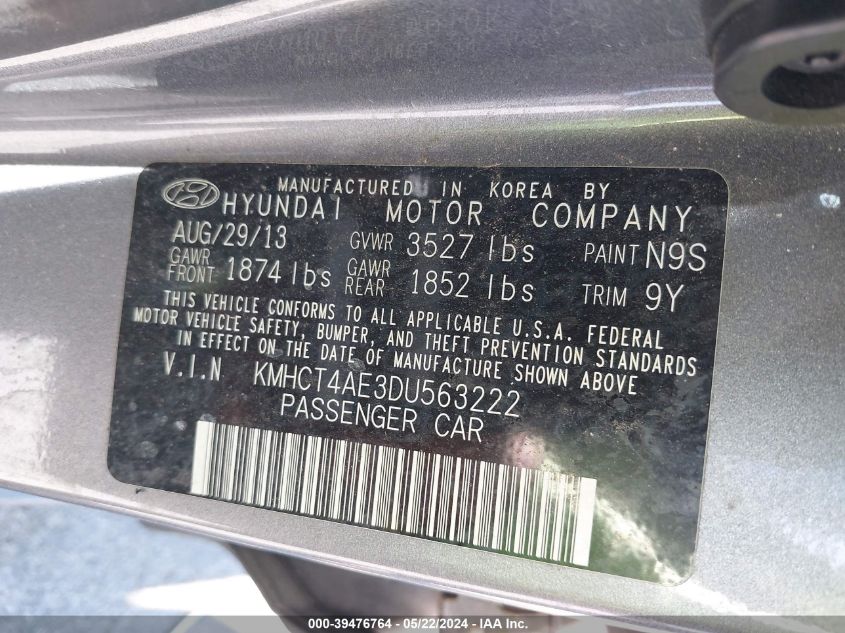 MANUFACTURED IN KOREA BY
HYUNDAI MOTOR COMPANY
AUG/29/13 GVWR 3527 lbs PAINT N9S
GAWR FRONT 1874 lbs GAWR REAR 1852 lbs TRIM 9Y
THIS VEHICLE CONFORMS TO ALL APPLICABLE U.S.A. FEDERAL
MOTOR VEHICLE SAFETY, BUMPER, AND THEFT PREVENTION STANDARDS
IN EFFECT ON THE DATE OF MANUFACTURE SHOWN ABOVE
V.I.N KMHCT4AE3DU563222
PASSENGER CAR
000-39476764 - 05/22/2024 - IAA Inc.